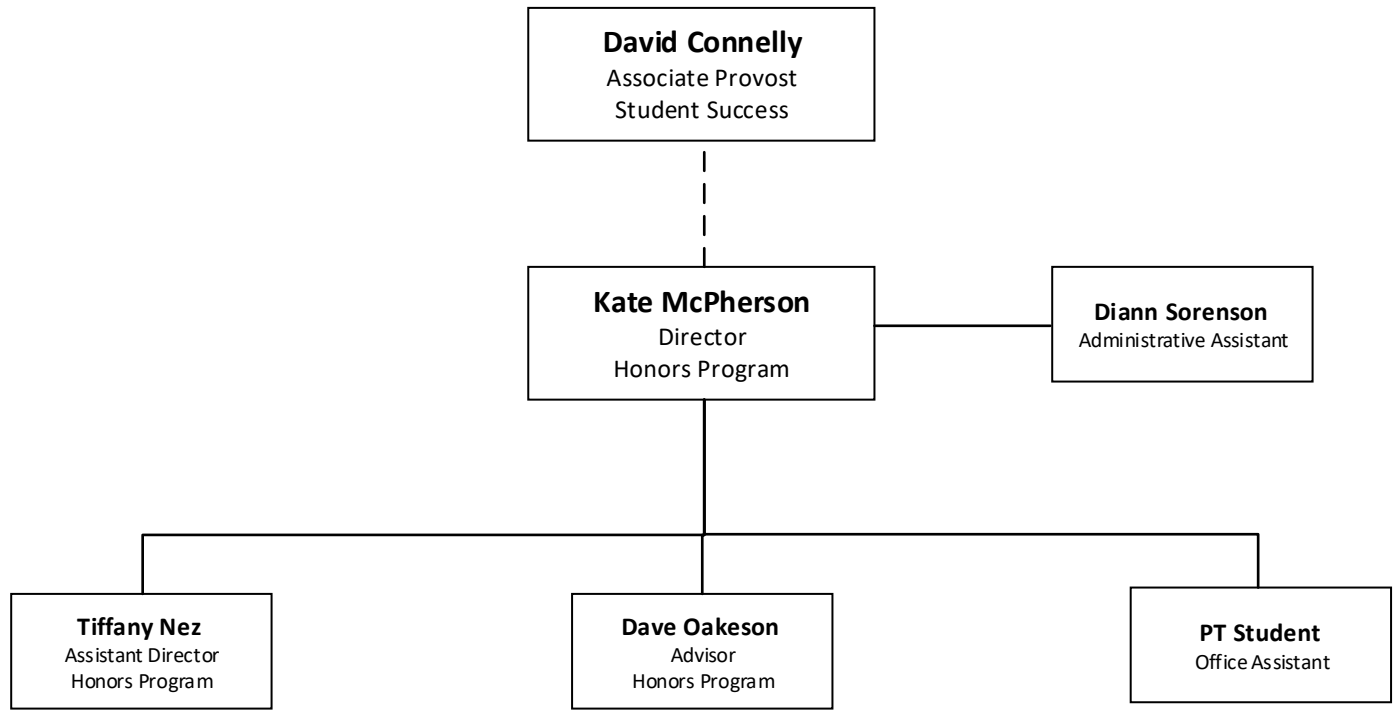 David Connelly
Associate Provost
Student Success
Kate McPherson
Director
Honors Program
Diann Sorenson
Administrative Assistant
Tiffany Nez
Assistant Director
Honors Program
Dave Oakeson
Advisor
Honors Program
PT Student
Office Assistant